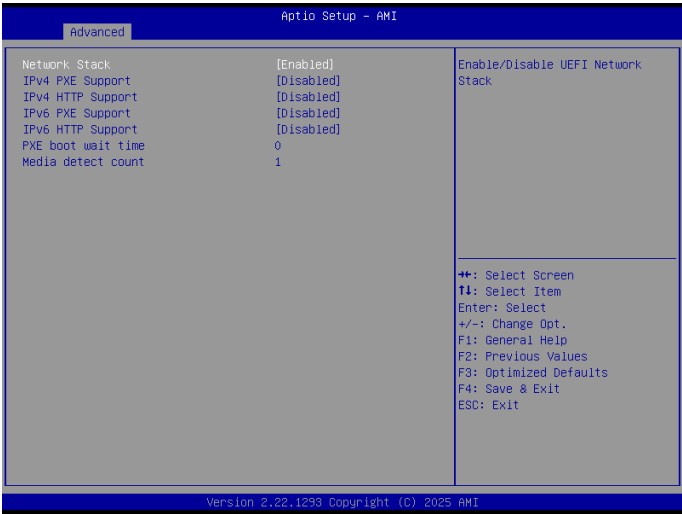 Aptio Setup – AMI
Advanced
Network Stack [Enabled]
IPv4 PXE Support [Disabled]
IPv4 HTTP Support [Disabled]
IPv6 PXE Support [Disabled]
IPv6 HTTP Support [Disabled]
PXE boot wait time 0
Media detect count 1
Enable/Disable UEFI Network
Stack
→←: Select Screen
↑↓: Select Item
Enter: Select
+/-: Change Opt.
F1: General Help
F2: Previous Values
F3: Optimized Defaults
F4: Save & Exit
ESC: Exit
Version 2.22.1293 Copyright (C) 2025 AMI